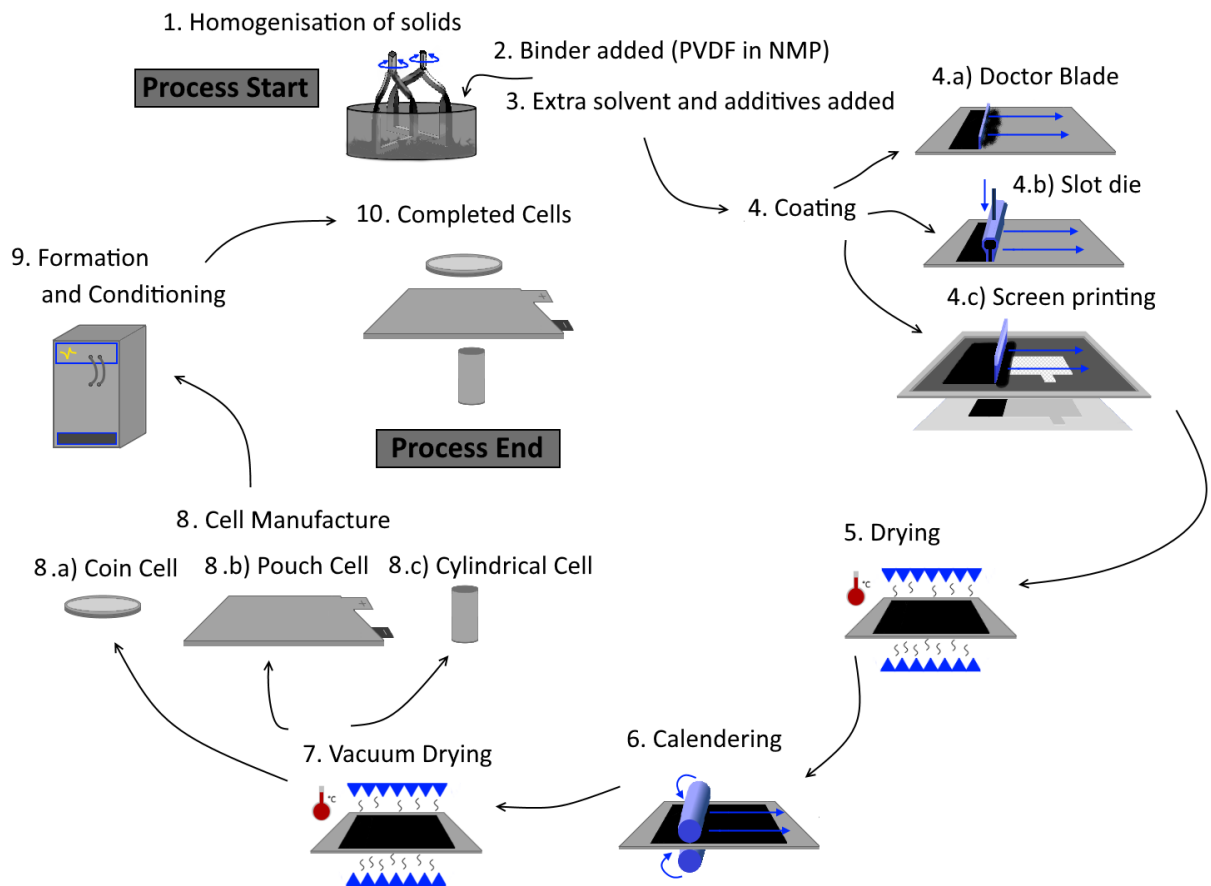 1. Homogenisation of solids
Process Start
2. Binder added (PVDF in NMP)
3. Extra solvent and additives added
4. Coating
4.a) Doctor Blade
4.b) Slot die
4.c) Screen printing
5. Drying
°C
6. Calendering
7. Vacuum Drying
°C
8. Cell Manufacture
8.a) Coin Cell
8.b) Pouch Cell
8.c) Cylindrical Cell
+
−
9. Formation
and Conditioning
10. Completed Cells
+
−
Process End